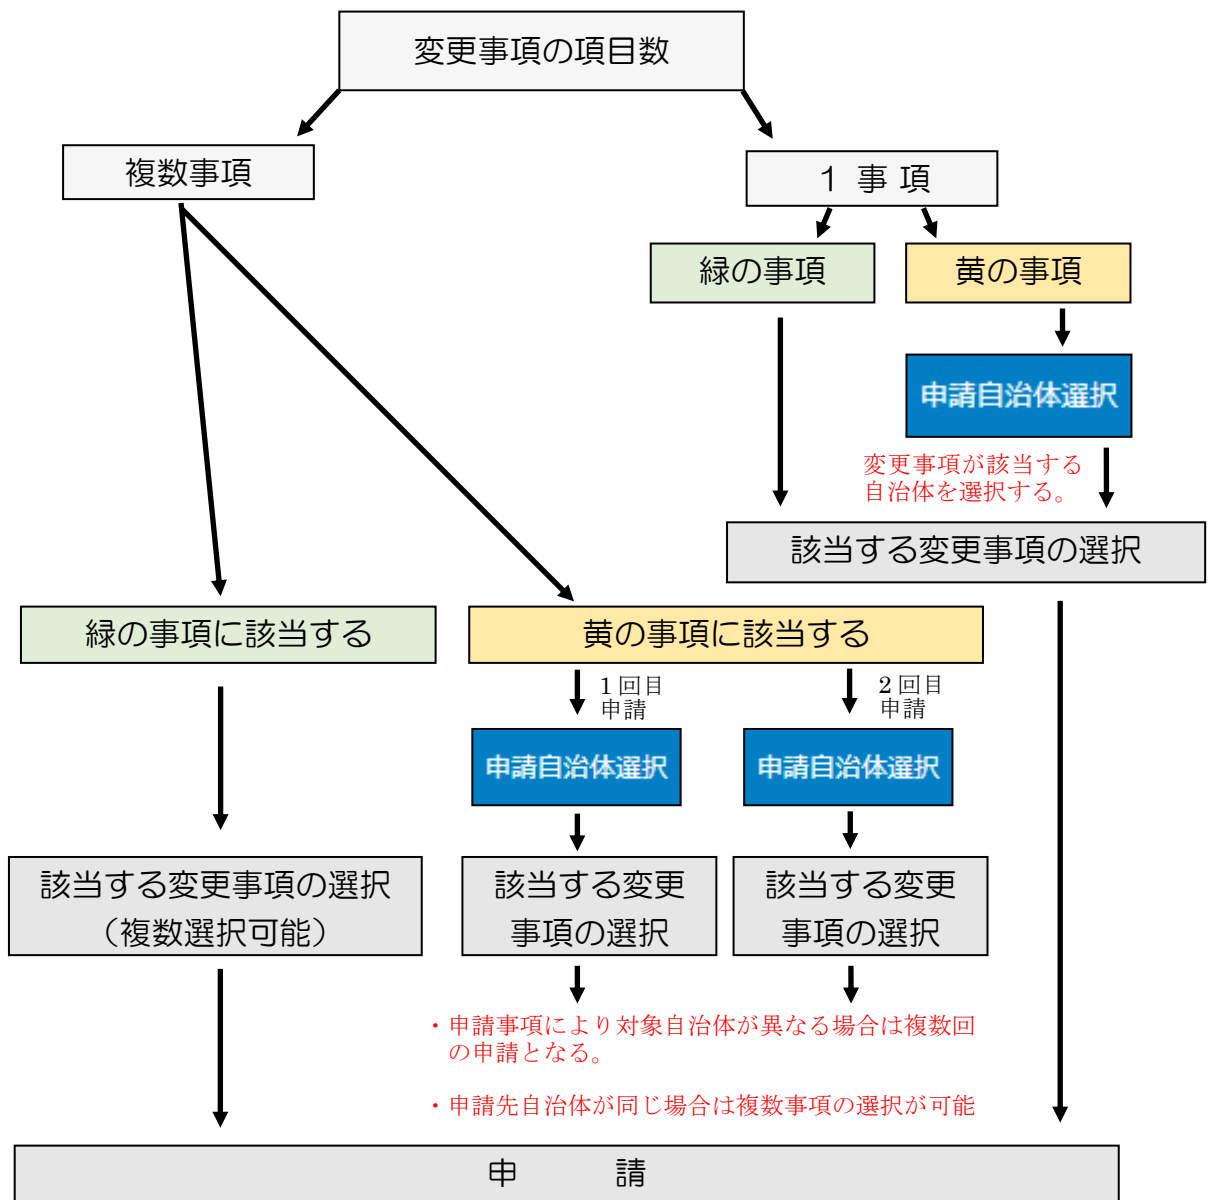 変更事項の項目数
複数事項
1 事 項
緑の事項
黄の事項
申請自治体選択
変更事項が該当する
自治体を選択する。
該当する変更事項の選択
緑の事項に該当する
黄の事項に該当する
1回目
申請
2回目
申請
申請自治体選択
申請自治体選択
該当する変更事項の選択
（複数選択可能）
該当する変更
事項の選択
該当する変更
事項の選択
・申請事項により対象自治体が異なる場合は複数回
の申請となる。
・申請先自治体が同じ場合は複数事項の選択が可能
申 請